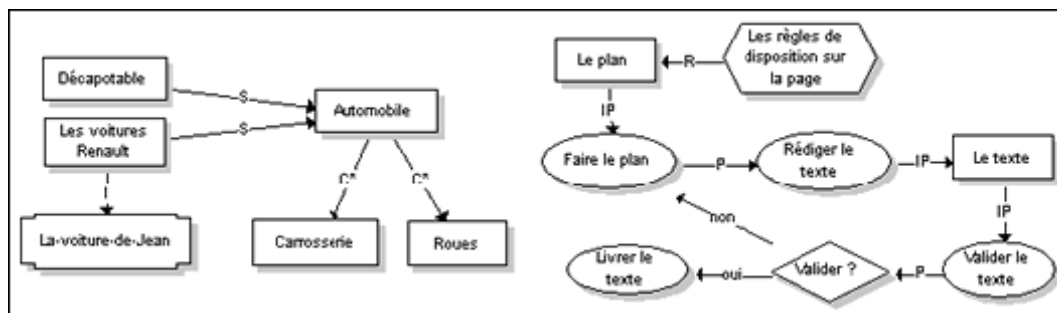 Décapotable
S
Automobile
Les voitures
Renault
S
I
C*
C*
La-voiture-de-Jean
Carrosserie
Roues
Le plan
R
Les règles de
disposition sur
la page
IP
Faire le plan
P
Rédiger le
texte
IP
Le texte
IP
non
Livrer le
texte
oui
Valider ?
P
Valider le
texte